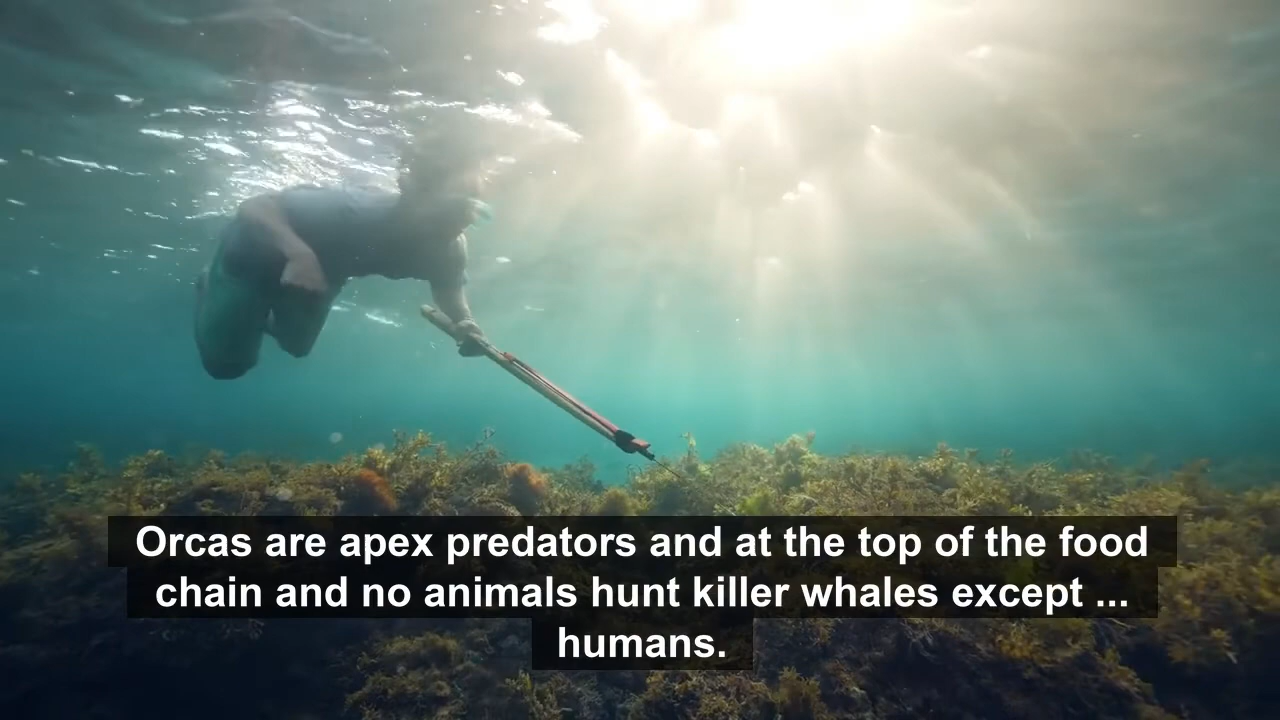 Orcas are apex predators and at the top of the food
chain and no animals hunt killer whales except ...
humans.